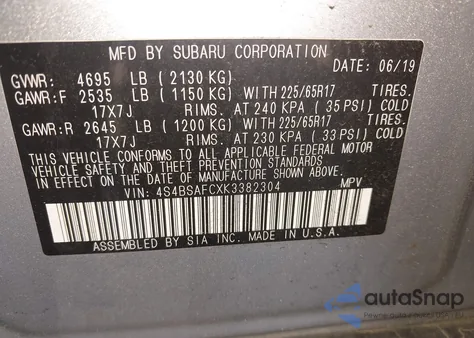 MFD BY SUBARU CORPORATION
GVWR: 4695 LB (2130 KG) DATE: 06/19
GAWR:F 2535 LB (1150 KG) WITH 225/65R17 TIRES.
17X7J RIMS. AT 240 KPA (35 PSI) COLD
GAWR:R 2645 LB (1200 KG) WITH 225/65R17 TIRES.
17X7J RIMS. AT 230 KPA (33 PSI) COLD
THIS VEHICLE CONFORMS TO ALL APPLICABLE FEDERAL MOTOR
VEHICLE SAFETY AND THEFT PREVENTION STANDARDS
IN EFFECT ON THE DATE OF MANUFACTURE SHOWN ABOVE.
VIN: 4S4BSAFCXK3382304 MPV
ASSEMBLED BY SIA INC. MADE IN U.S.A.
autoSnap